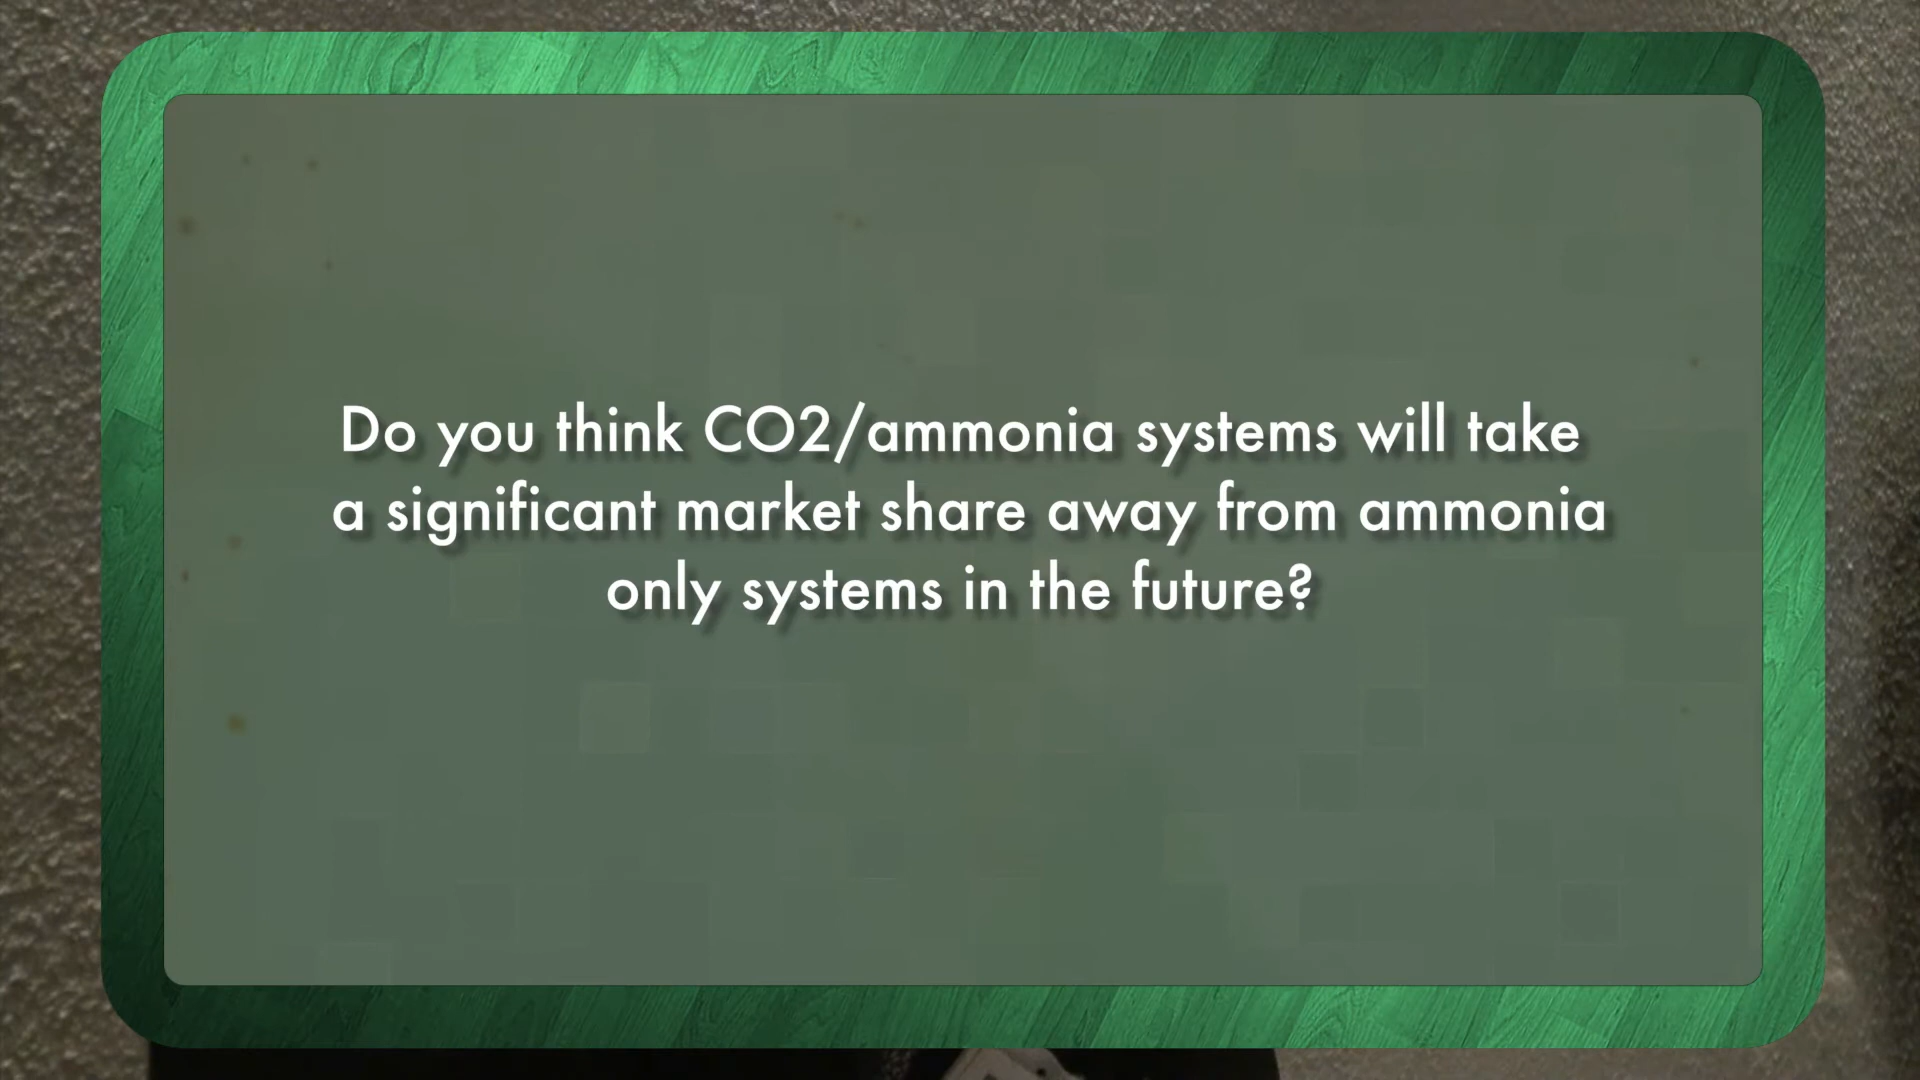 Do you think CO2/ammonia systems will take
a significant market share away from ammonia
only systems in the future?